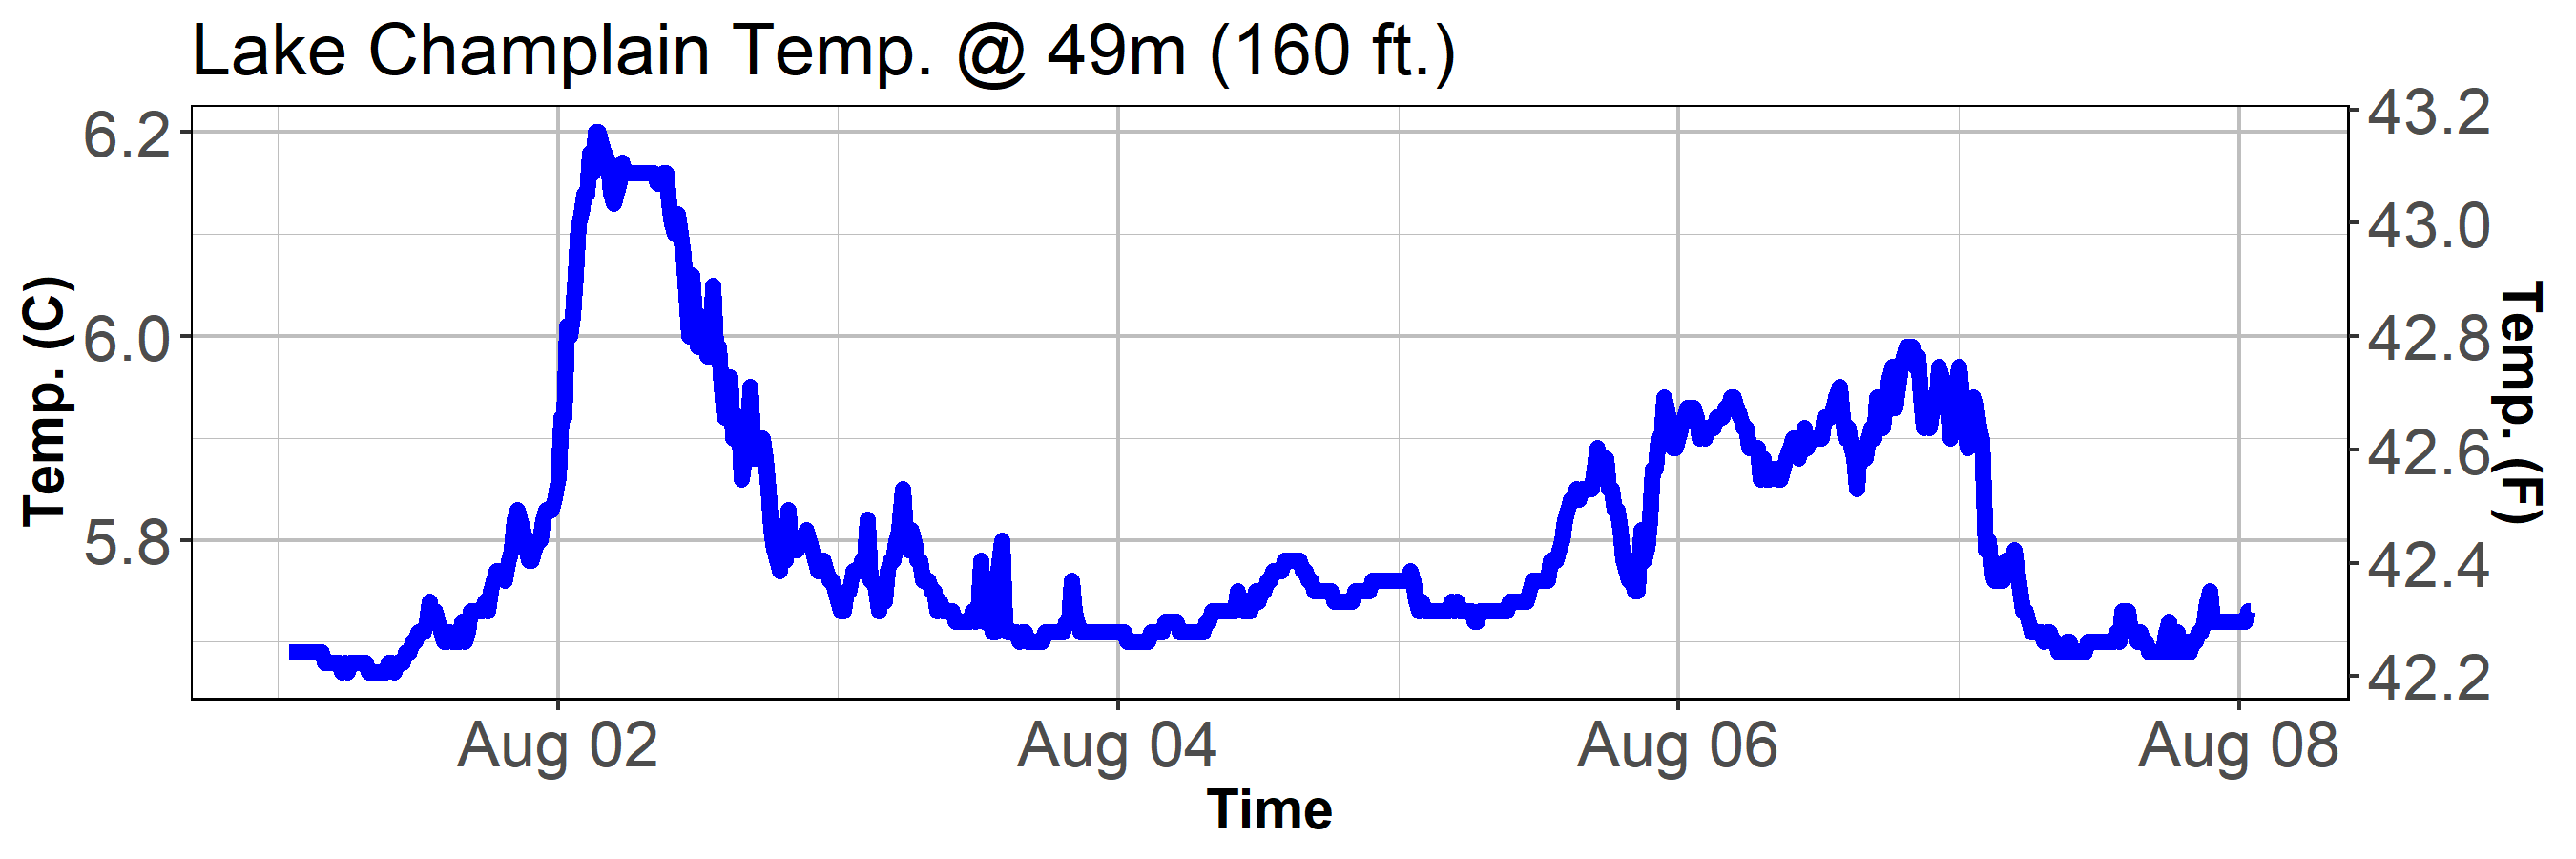 Lake Champlain Temp. @ 49m (160 ft.)
6.2
6.0
5.8
Temp. (C)
43.2
43.0
42.8
42.6
42.4
42.2
Temp. (F)
Aug 02 Aug 04 Aug 06 Aug 08
Time